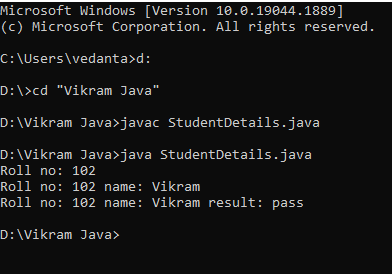 Microsoft Windows [Version 10.0.19044.1889]
(c) Microsoft Corporation. All rights reserved.
C:\Users\vedanta>d:
D:\>cd "Vikram Java"
D:\Vikram Java>javac StudentDetails.java
D:\Vikram Java>java StudentDetails.java
Roll no: 102
Roll no: 102 name: Vikram
Roll no: 102 name: Vikram result: pass
D:\Vikram Java>